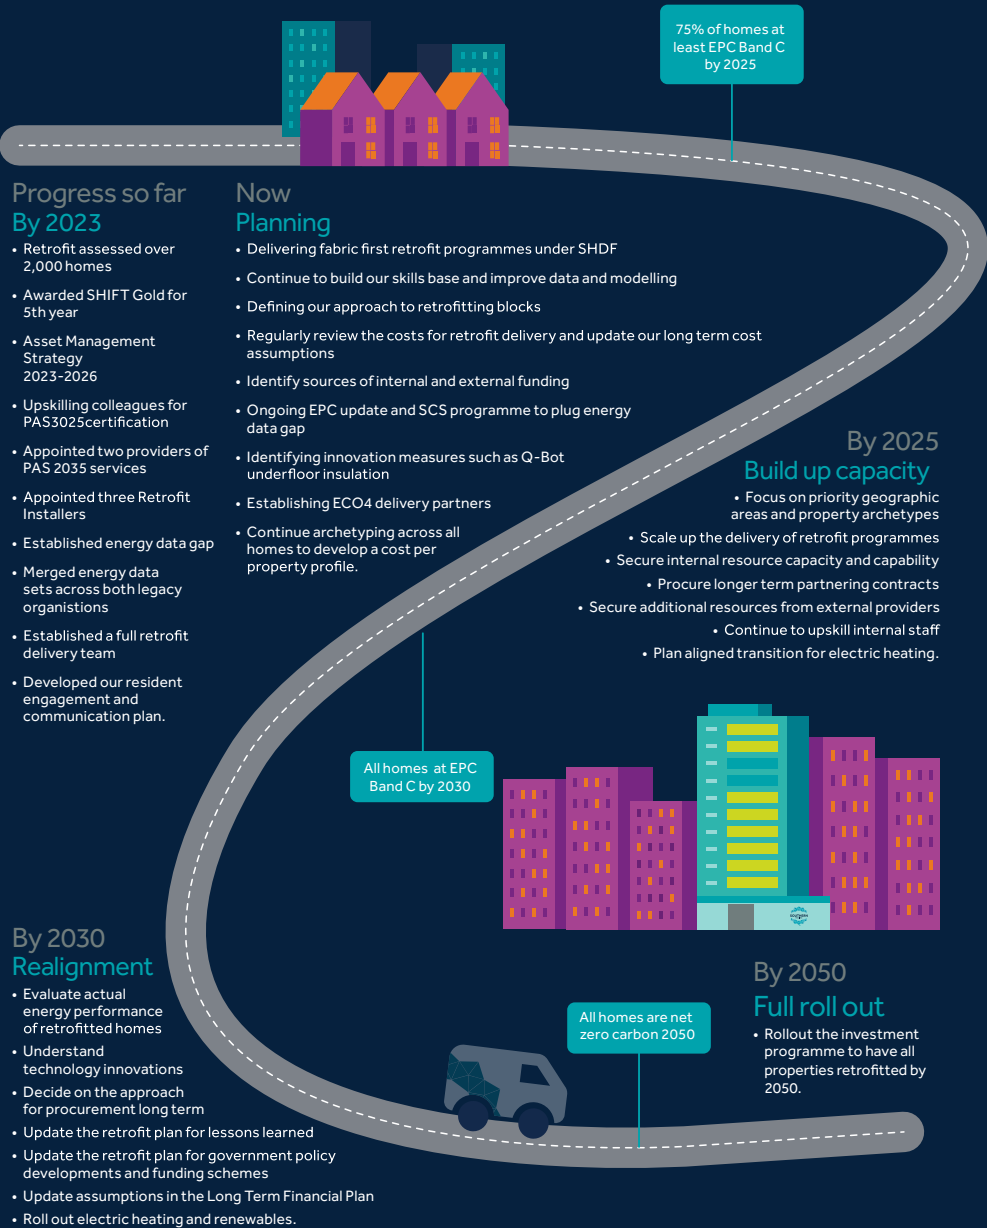 75% of homes at
least EPC Band C
by 2025
Progress so far
By 2023
• Retrofit assessed over
2,000 homes
• Awarded SHIFT Gold for
5th year
• Asset Management
Strategy
2023-2026
• Upskilling colleagues for
PAS3025certification
• Appointed two providers of
PAS 2035 services
• Appointed three Retrofit
Installers
• Established energy data gap
• Merged energy data
sets across both legacy
organistions
• Established a full retrofit
delivery team
• Developed our resident
engagement and
communication plan.
Now
Planning
• Delivering fabric first retrofit programmes under SHDF
• Continue to build our skills base and improve data and modelling
• Defining our approach to retrofitting blocks
• Regularly review the costs for retrofit delivery and update our long term cost
assumptions
• Identify sources of internal and external funding
• Ongoing EPC update and SCS programme to plug energy
data gap
• Identifying innovation measures such as Q-Bot
underfloor insulation
• Establishing ECO4 delivery partners
• Continue archetyping across all
homes to develop a cost per
property profile.
By 2025
Build up capacity
• Focus on priority geographic
areas and property archetypes
• Scale up the delivery of retrofit programmes
• Secure internal resource capacity and capability
• Procure longer term partnering contracts
• Secure additional resources from external providers
• Continue to upskill internal staff
• Plan aligned transition for electric heating.
All homes at EPC
Band C by 2030
SOUTHERN
By 2030
Realignment
• Evaluate actual
energy performance
of retrofitted homes
• Understand
technology innovations
• Decide on the approach
for procurement long term
• Update the retrofit plan for lessons learned
• Update the retrofit plan for government policy
developments and funding schemes
• Update assumptions in the Long Term Financial Plan
• Roll out electric heating and renewables.
All homes are net
zero carbon 2050
By 2050
Full roll out
• Rollout the investment
programme to have all
properties retrofitted by
2050.